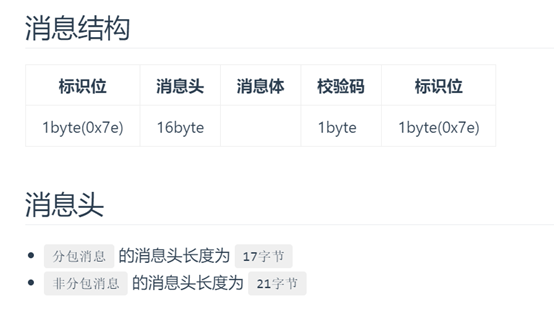 消息结构
标识位 消息头 消息体 校验码 标识位
1byte(0x7e) 16byte 1byte 1byte(0x7e)
消息头
分包消息 的消息头长度为 17字节
非分包消息 的消息头长度为 21字节